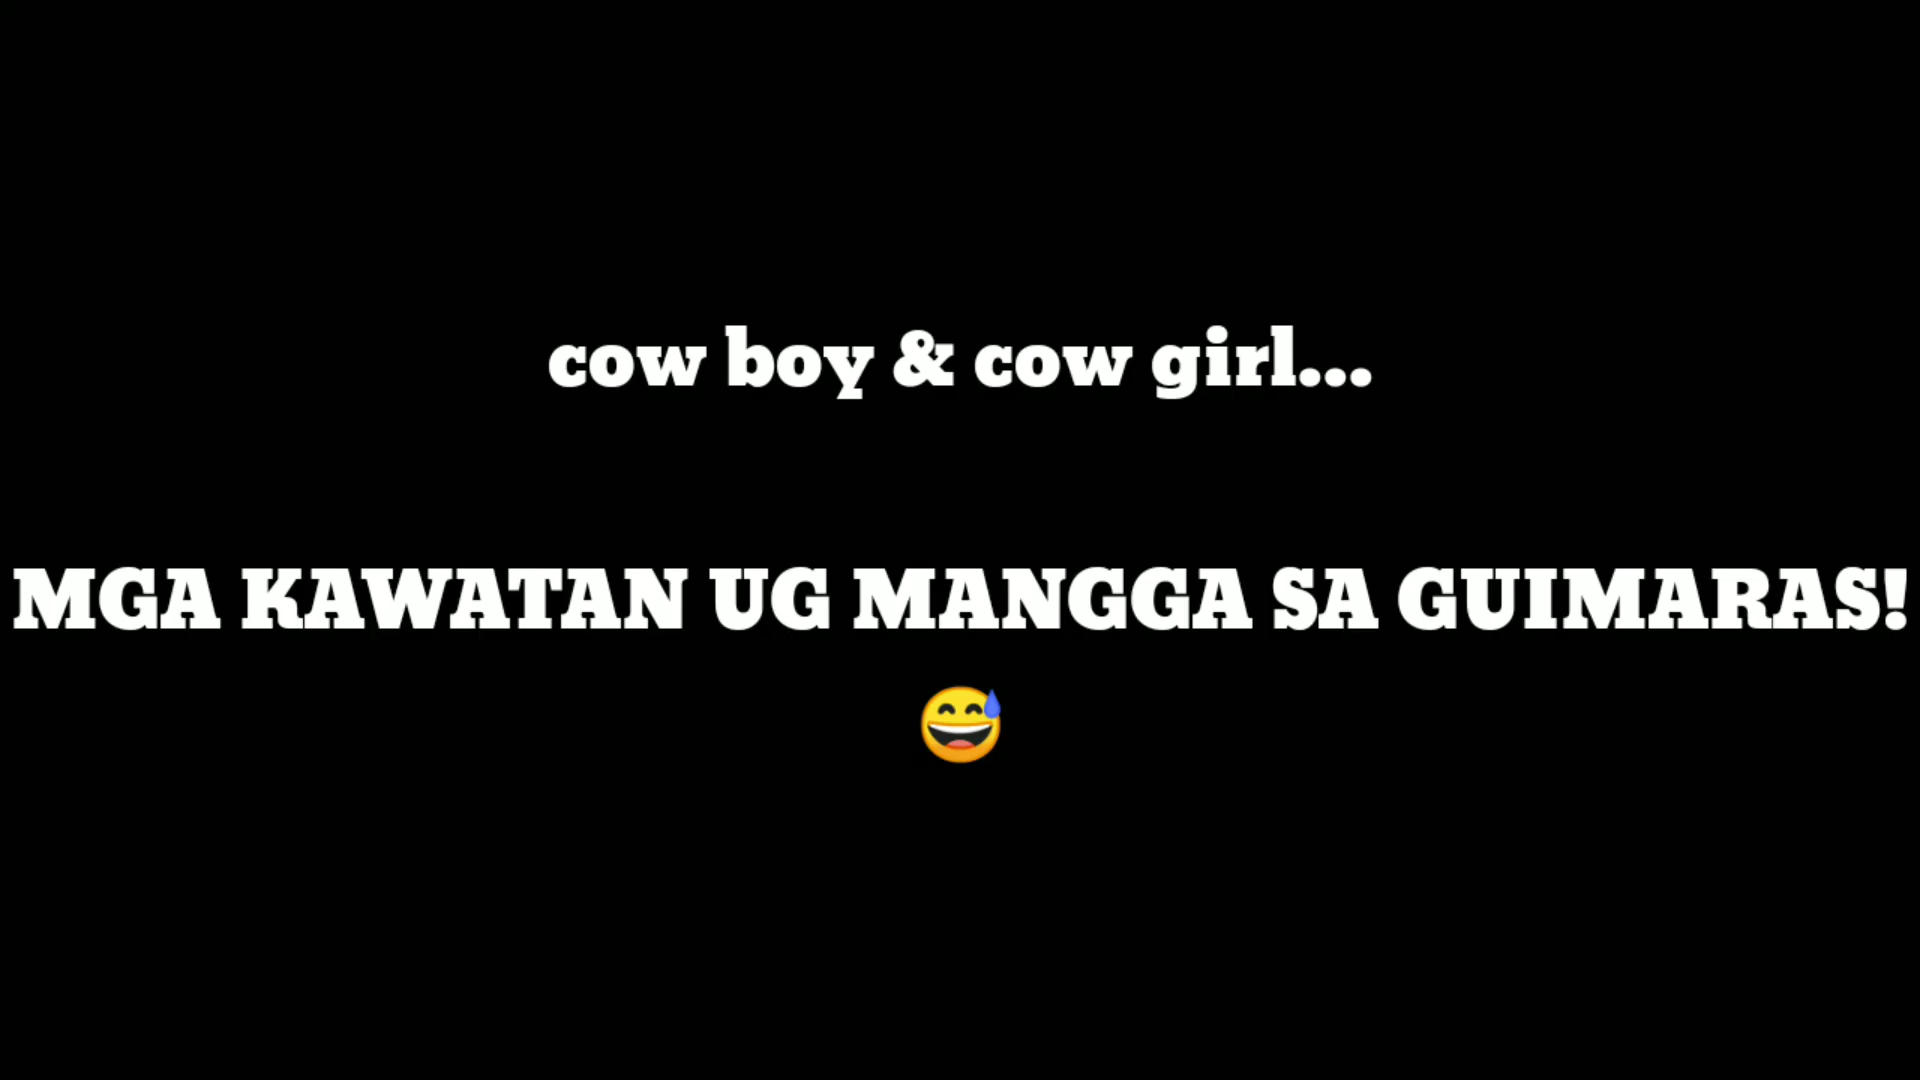 cow boy & cow girl...
MGA KAWATAN UG MANGGA SA GUIMARAS!
😅